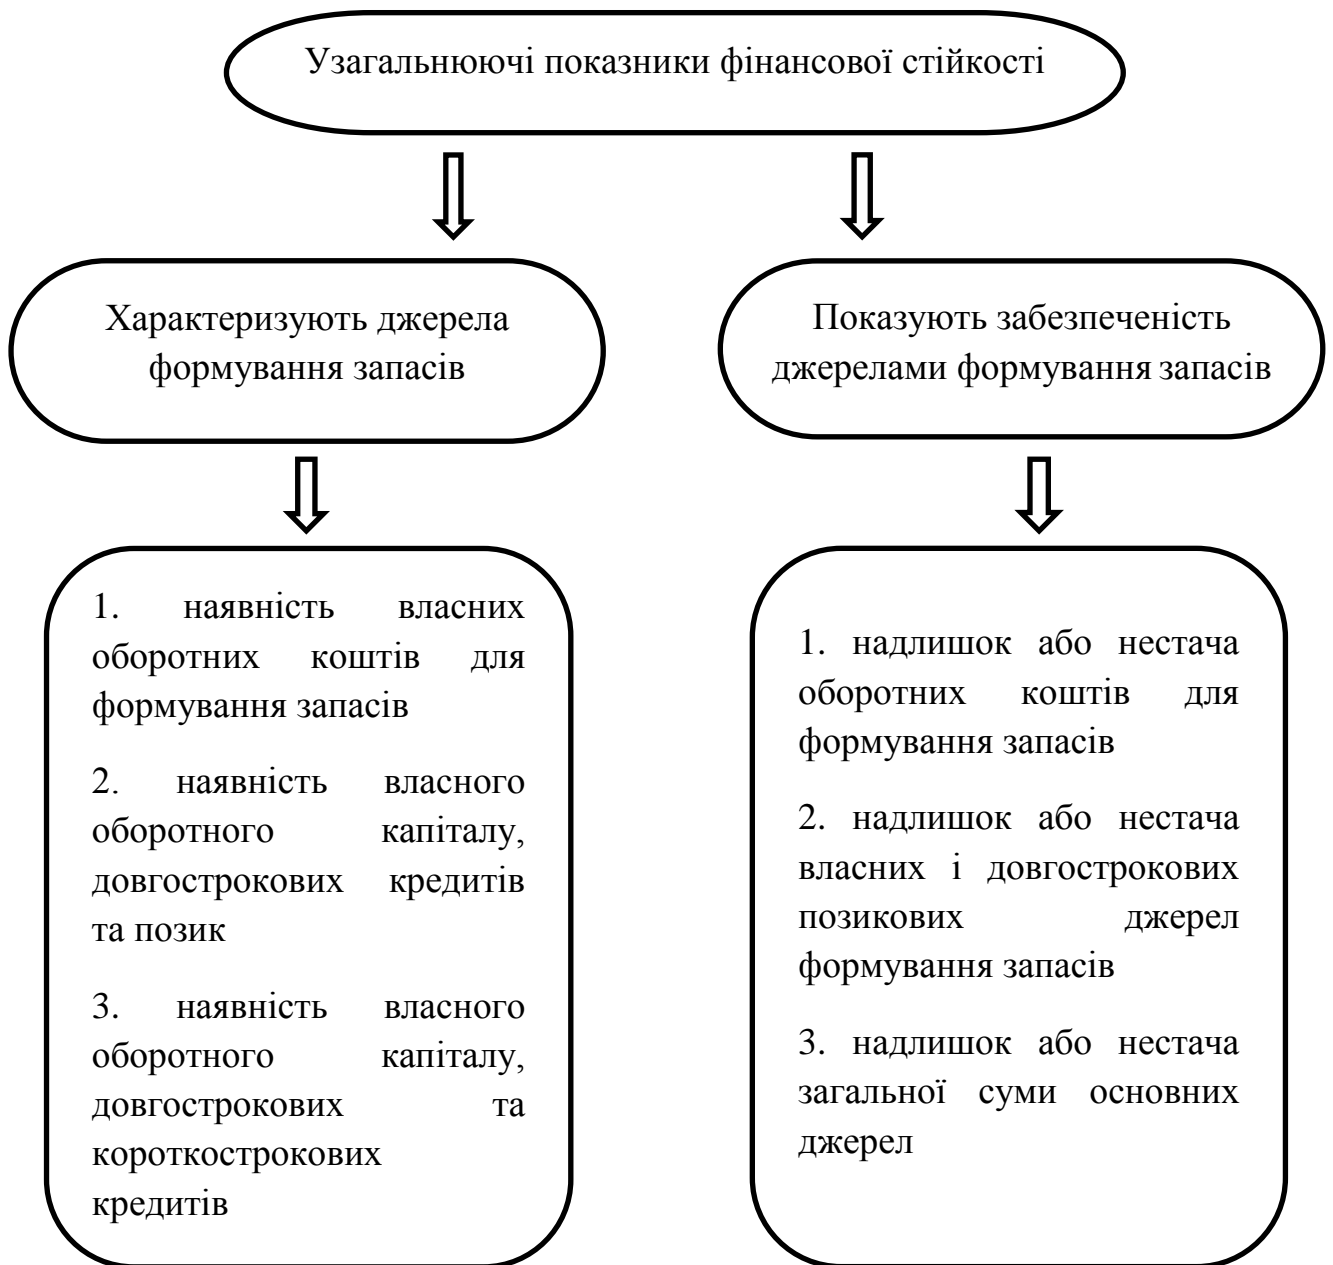 Узагальнюючі показники фінансової стійкості
Характеризують джерела
формування запасів
Показують забезпеченість
джерелами формування запасів
1. наявність власних
оборотних коштів для
формування запасів
2. наявність власного
оборотного капіталу,
довгострокових кредитів
та позик
3. наявність власного
оборотного капіталу,
довгострокових та
короткострокових
кредитів
1. надлишок або нестача
оборотних коштів для
формування запасів
2. надлишок або нестача
власних і довгострокових
позикових джерел
формування запасів
3. надлишок або нестача
загальної суми основних
джерел